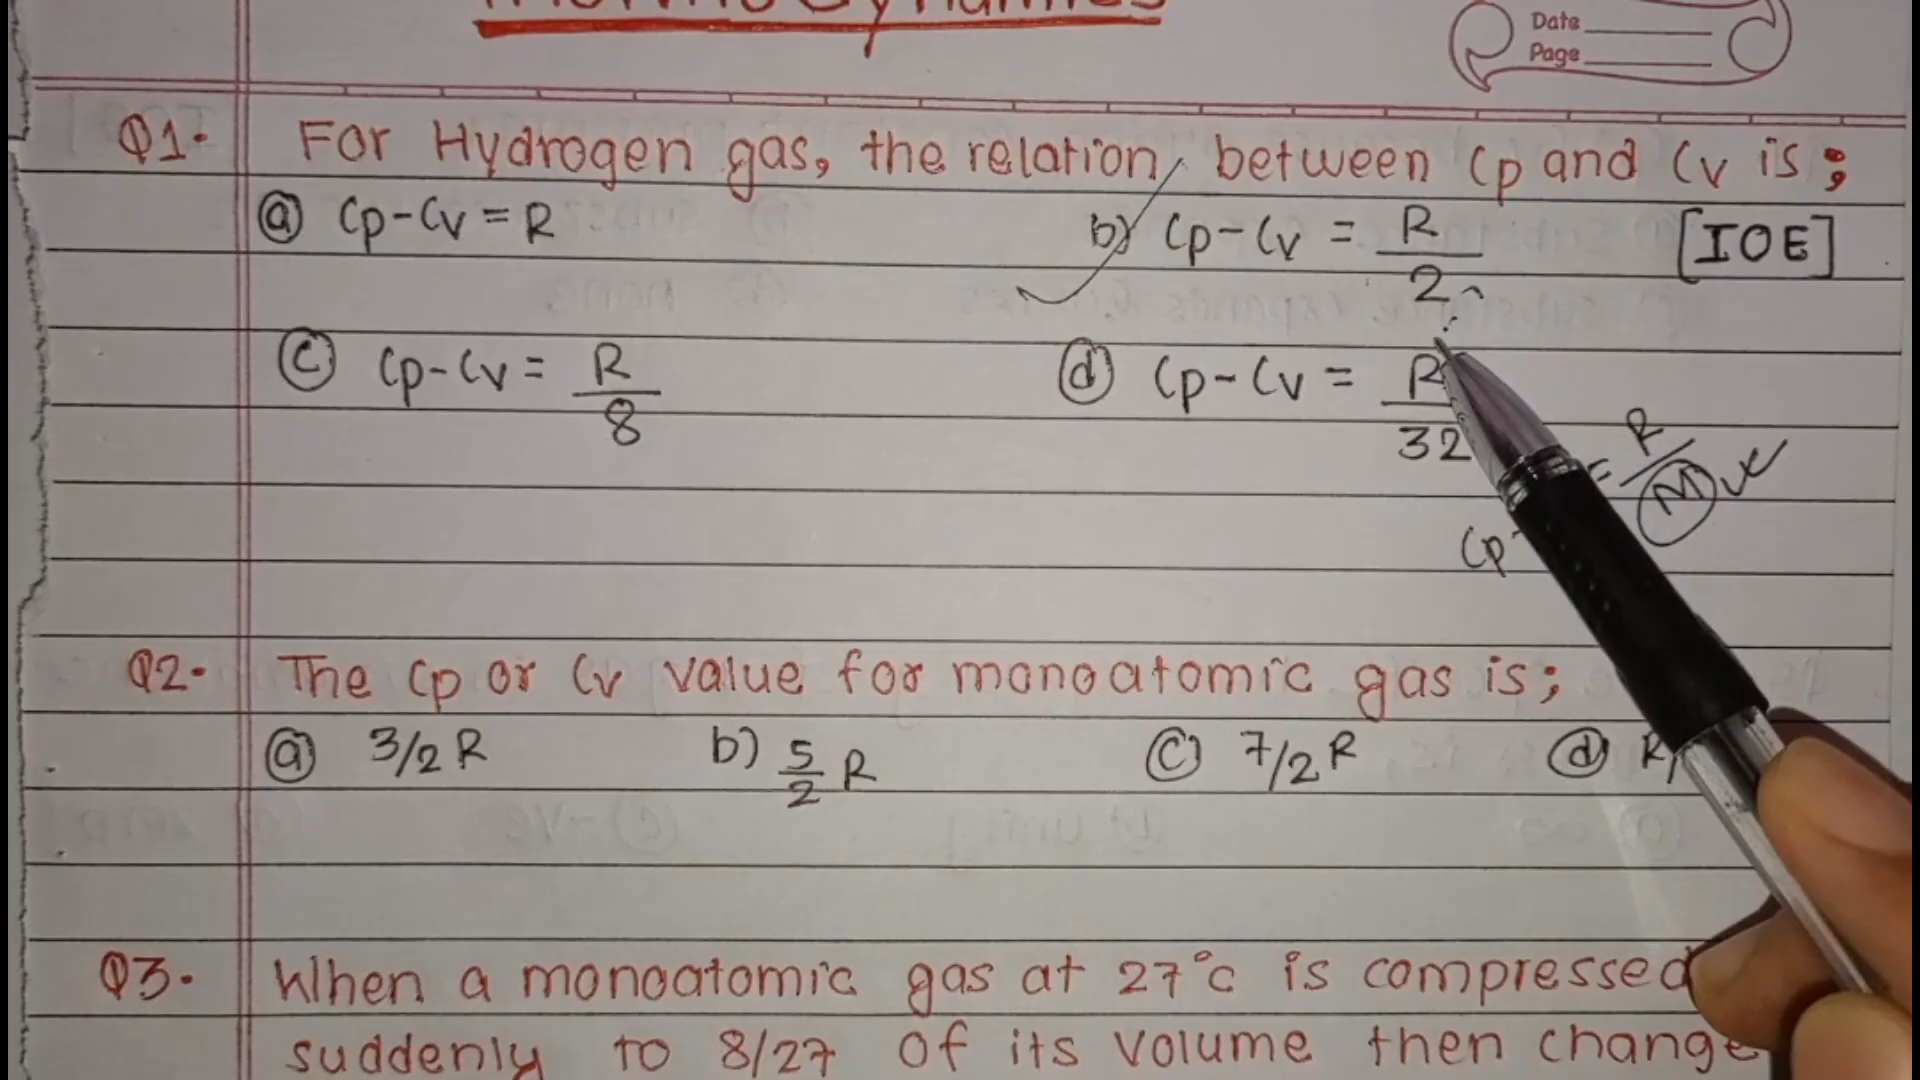 Date
Page
Q1. For Hydrogen gas, the relation between Cp and Cv is;
(a) Cp-Cv = R b) Cp-Cv = R/2 [IOE]
(c) Cp-Cv = R/8 (d) Cp-Cv = R/32
= R/M
Cp
Q2. The Cp or Cv value for monoatomic gas is;
(a) 3/2 R b) 5/2 R (c) 7/2 R (d) R/
Q3. When a monoatomic gas at 27°C is compressed
suddenly to 8/27 of its volume then change